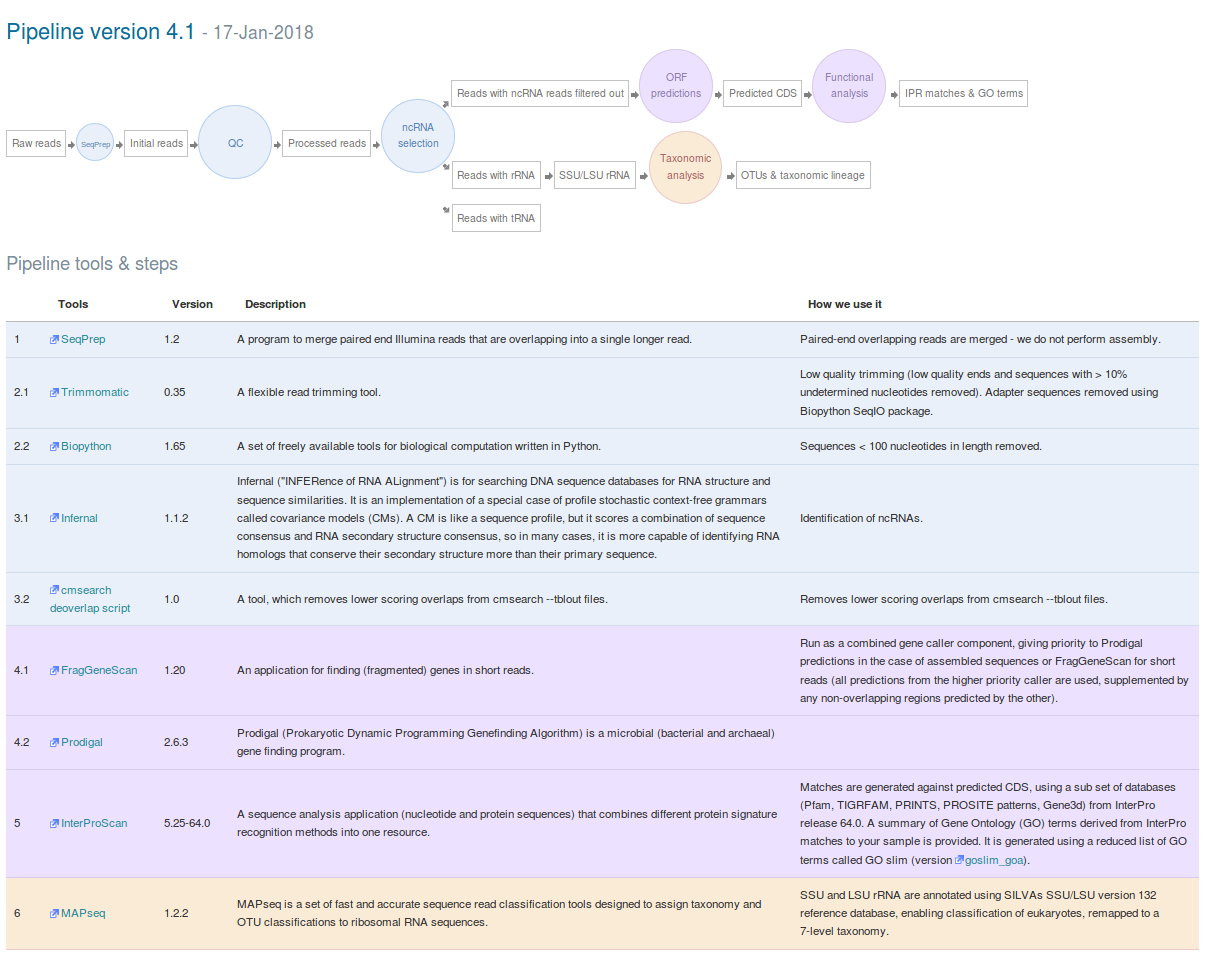 Pipeline version 4.1 - 17-Jan-2018
Raw reads
SeqPrep
Initial reads
QC
Processed reads
ncRNA
selection
Reads with ncRNA reads filtered out
ORF
predictions
Predicted CDS
Functional
analysis
IPR matches & GO terms
Reads with rRNA
SSU/LSU rRNA
Taxonomic
analysis
OTUs & taxonomic lineage
Reads with tRNA
Pipeline tools & steps
Tools Version Description How we use it
1 SeqPrep 1.2 A program to merge paired end Illumina reads that are overlapping into a single longer read. Paired-end overlapping reads are merged - we do not perform assembly.
2.1 Trimmomatic 0.35 A flexible read trimming tool.
Low quality trimming (low quality ends and sequences with > 10%
undetermined nucleotides removed). Adapter sequences removed using
Biopython SeqIO package.
2.2 Biopython 1.65 A set of freely available tools for biological computation written in Python. Sequences < 100 nucleotides in length removed.
3.1 Infernal 1.1.2
Infernal ("INFERence of RNA ALignment") is for searching DNA sequence databases for RNA structure and
sequence similarities. It is an implementation of a special case of profile stochastic context-free grammars
called covariance models (CMs). A CM is like a sequence profile, but it scores a combination of sequence
consensus and RNA secondary structure consensus, so in many cases, it is more capable of identifying RNA
homologs that conserve their secondary structure more than their primary sequence.
Identification of ncRNAs.
3.2 cmsearch
deoverlap script
1.0 A tool, which removes lower scoring overlaps from cmsearch --tblout files. Removes lower scoring overlaps from cmsearch --tblout files.
4.1 FragGeneScan 1.20 An application for finding (fragmented) genes in short reads.
Run as a combined gene caller component, giving priority to Prodigal
predictions in the case of assembled sequences or FragGeneScan for short
reads (all predictions from the higher priority caller are used, supplemented by
any non-overlapping regions predicted by the other).
4.2 Prodigal 2.6.3
Prodigal (Prokaryotic Dynamic Programming Genefinding Algorithm) is a microbial (bacterial and archaeal)
gene finding program.
5 InterProScan 5.25-64.0
A sequence analysis application (nucleotide and protein sequences) that combines different protein signature
recognition methods into one resource.
Matches are generated against predicted CDS, using a sub set of databases
(Pfam, TIGRFAM, PRINTS, PROSITE patterns, Gene3d) from InterPro
release 64.0. A summary of Gene Ontology (GO) terms derived from InterPro
matches to your sample is provided. It is generated using a reduced list of GO
terms called GO slim (version goslim_goa).
6 MAPseq 1.2.2
MAPseq is a set of fast and accurate sequence read classification tools designed to assign taxonomy and
OTU classifications to ribosomal RNA sequences.
SSU and LSU rRNA are annotated using SILVAs SSU/LSU version 132
reference database, enabling classification of eukaryotes, remapped to a
7-level taxonomy.